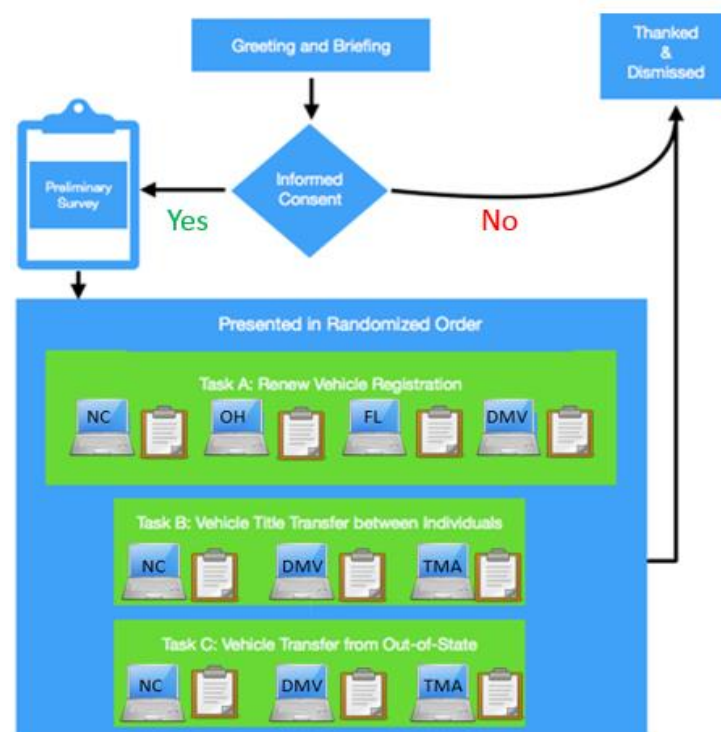 Greeting and Briefing
Thanked
&
Dismissed
Informed
Consent
Preliminary
Survey
Yes
No
Presented in Randomized Order
Task A: Renew Vehicle Registration
NC OH FL DMV
Task B: Vehicle Title Transfer between Individuals
NC DMV TMA
Task C: Vehicle Transfer from Out-of-State
NC DMV TMA